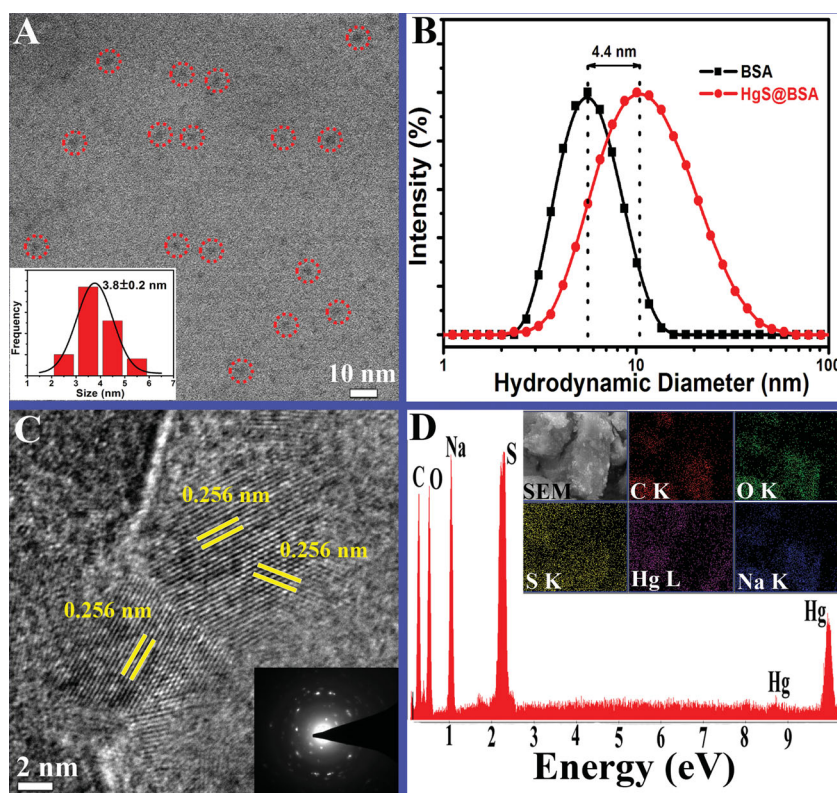 A
3.8±0.2 nm
Frequency
1 2 3 4 5 6 7
Size (nm)
10 nm
B
4.4 nm
BSA
HgS@BSA
Intensity (%)
1 10 100
Hydrodynamic Diameter (nm)
C
0.256 nm
0.256 nm
0.256 nm
2 nm
D
C O Na S
SEM C K O K
S K Hg L Na K
Hg
Hg
1 2 3 4 5 6 7 8 9
Energy (eV)